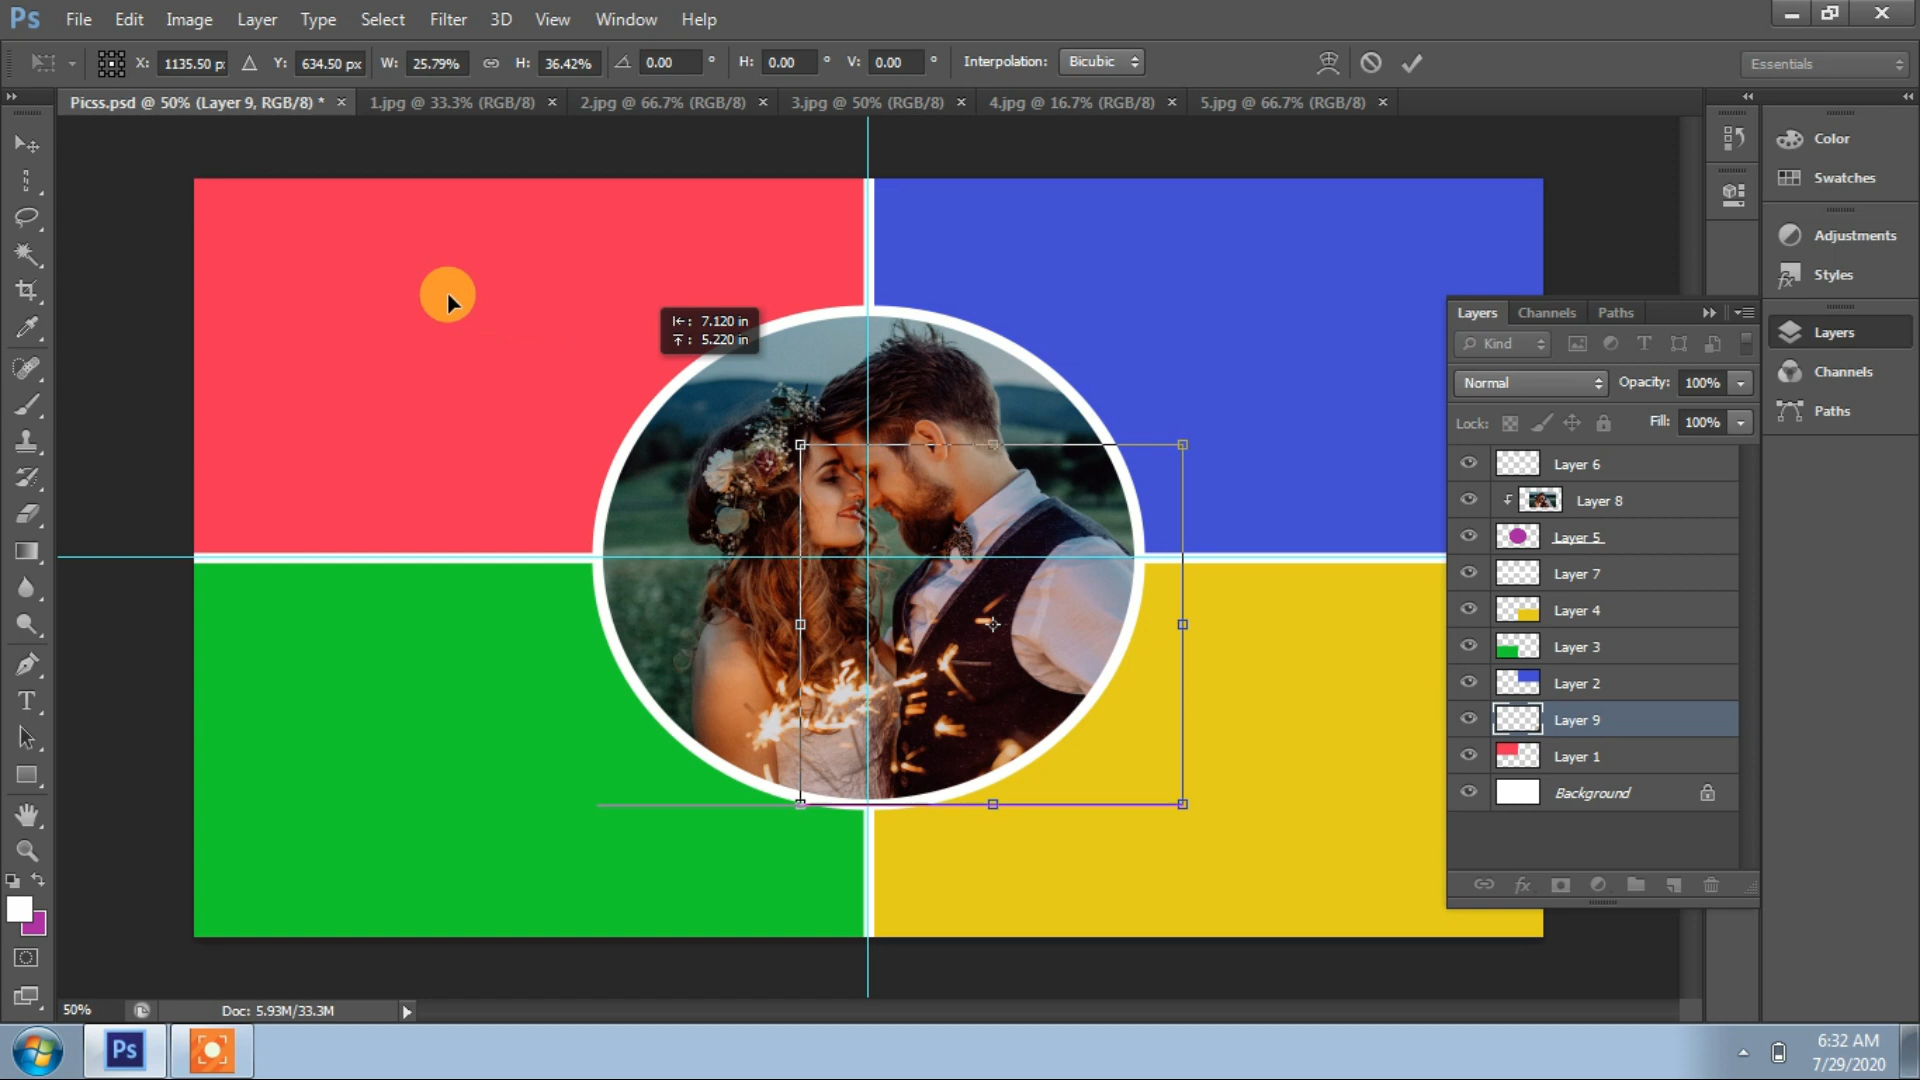 Ps File Edit Image Layer Type Select Filter 3D View Window Help
X: 1135.50 p Y: 634.50 px W: 25.79% H: 36.42% 0.00 ° H: 0.00 ° V: 0.00 ° Interpolation: Bicubic Essentials
Picss.psd @ 50% (Layer 9, RGB/8) * × 1.jpg @ 33.3% (RGB/8) × 2.jpg @ 66.7% (RGB/8) × 3.jpg @ 50% (RGB/8) × 4.jpg @ 16.7% (RGB/8) × 5.jpg @ 66.7% (RGB/8) ×
Color
Swatches
Adjustments
Styles
Layers
Channels
Paths
7.120 in
5.220 in
Layers Channels Paths
Kind
Normal Opacity: 100%
Lock: Fill: 100%
Layer 6
Layer 8
Layer 5
Layer 7
Layer 4
Layer 3
Layer 2
Layer 9
Layer 1
Background
fx
50% Doc: 5.93M/33.3M
Ps
6:32 AM
7/29/2020